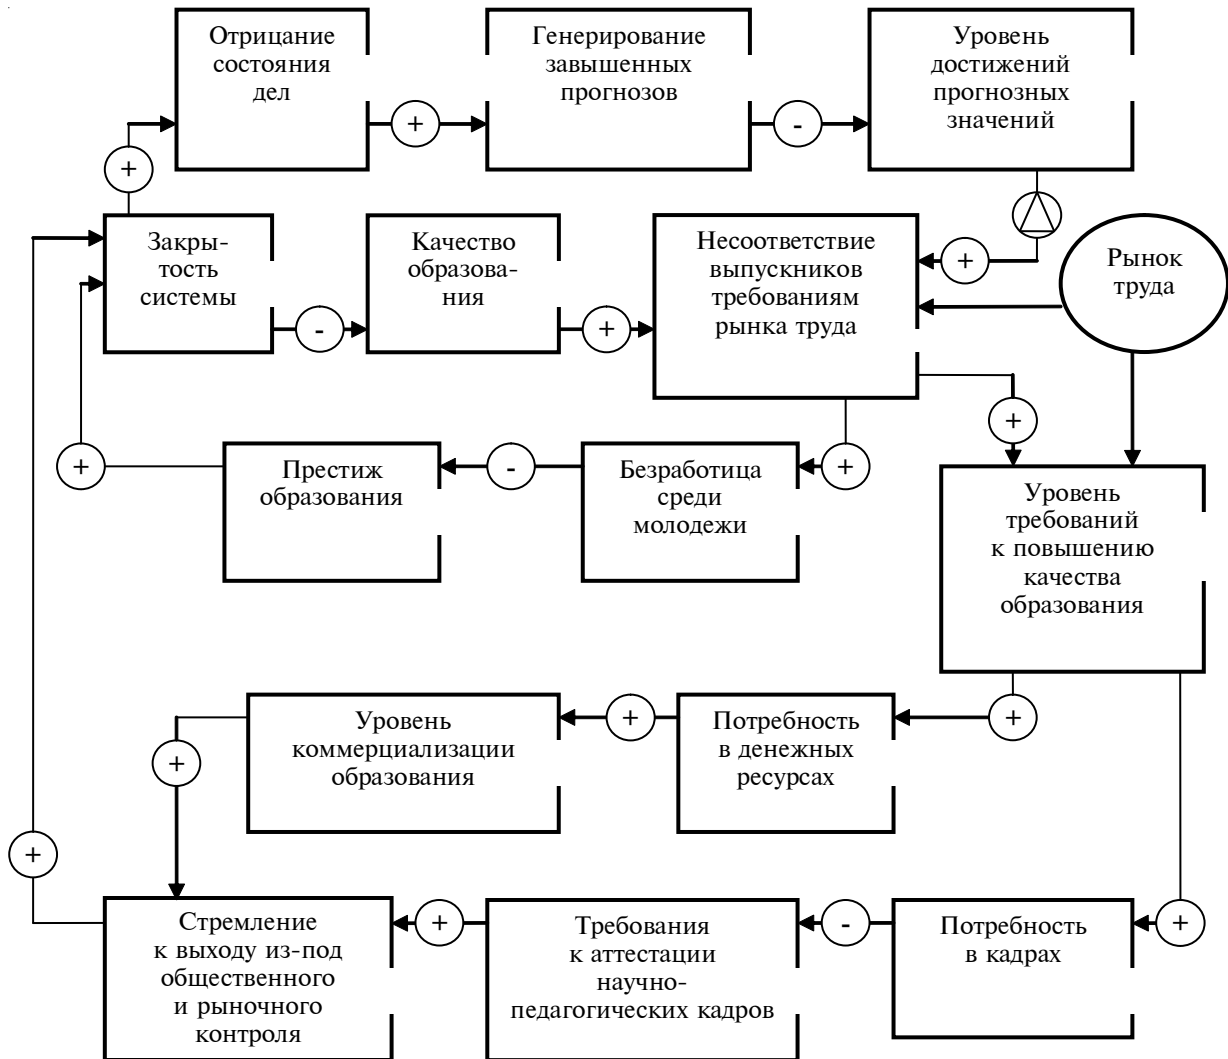 Отрицание
состояния
дел
Генерирование
завышенных
прогнозов
Уровень
достижений
прогнозных
значений
+
-
+
Закры-
тость
системы
Качество
образова-
ния
Несоответствие
выпускников
требованиям
рынка труда
+
Рынок
труда
-
+
+
Престиж
образования
Безработица
среди
молодежи
+
-
+
Уровень
требований
к повышению
качества
образования
Уровень
коммерциализации
образования
+
Потребность
в денежных
ресурсах
+
+
+
Стремление
к выходу из-под
общественного
и рыночного
контроля
+
Требования
к аттестации
научно-
педагогических кадров
-
Потребность
в кадрах
+